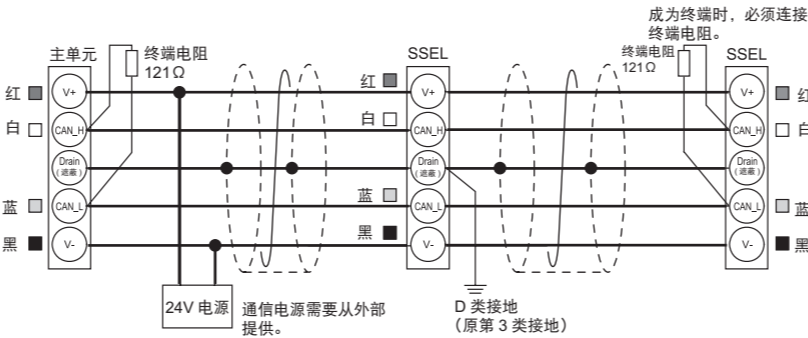 成为终端时，必须连接
终端电阻。
主单元
终端电阻
121Ω
SSEL
终端电阻
121Ω
SSEL
红
V+
红
V+
V+
红
白
CAN_H
白
CAN_H
CAN_H
白
Drain
（遮蔽）
Drain
（遮蔽）
Drain
（遮蔽）
蓝
CAN_L
蓝
CAN_L
CAN_L
蓝
黑
V-
黑
V-
V-
黑
24V 电源
通信电源需要从外部
提供。
D 类接地
（原第 3 类接地）